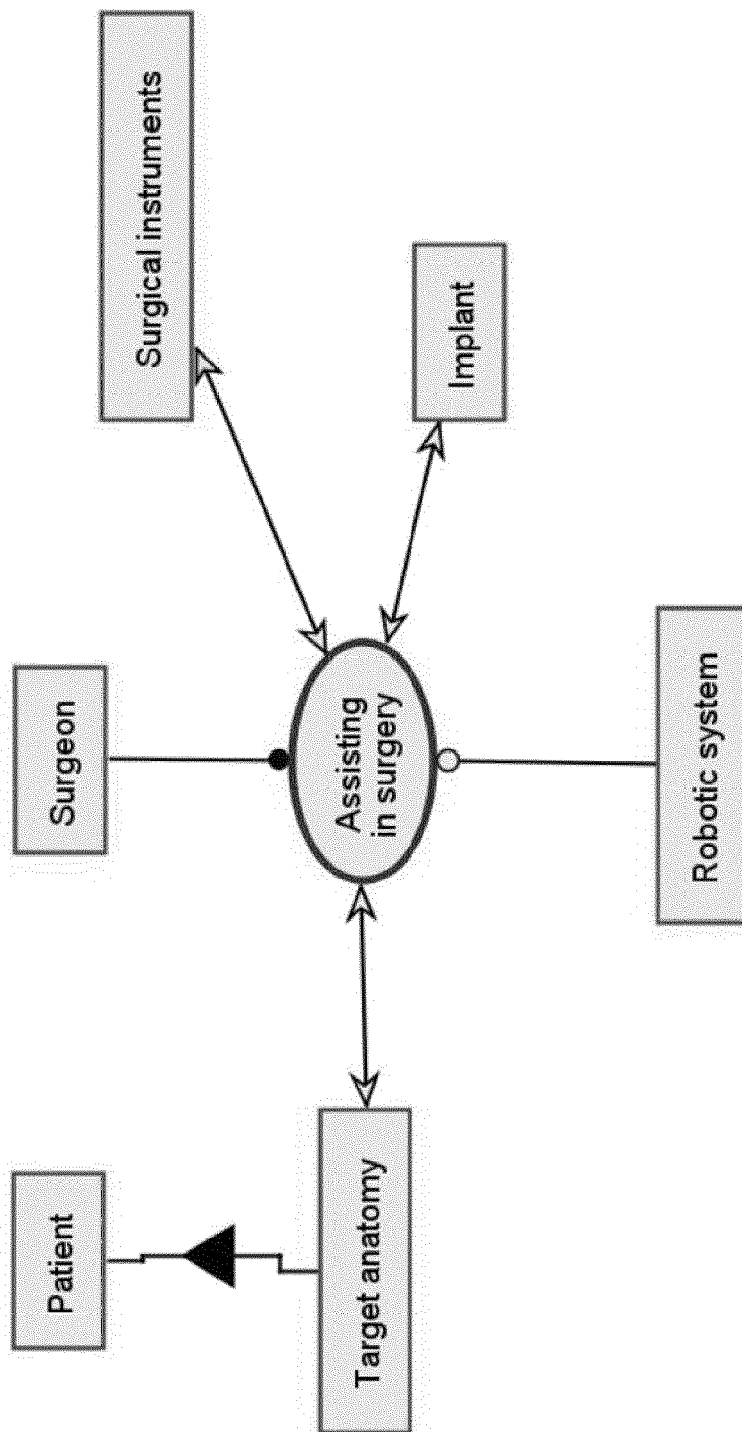 Patient
Surgeon
Surgical instruments
Target anatomy
Assisting
in surgery
Implant
Robotic system